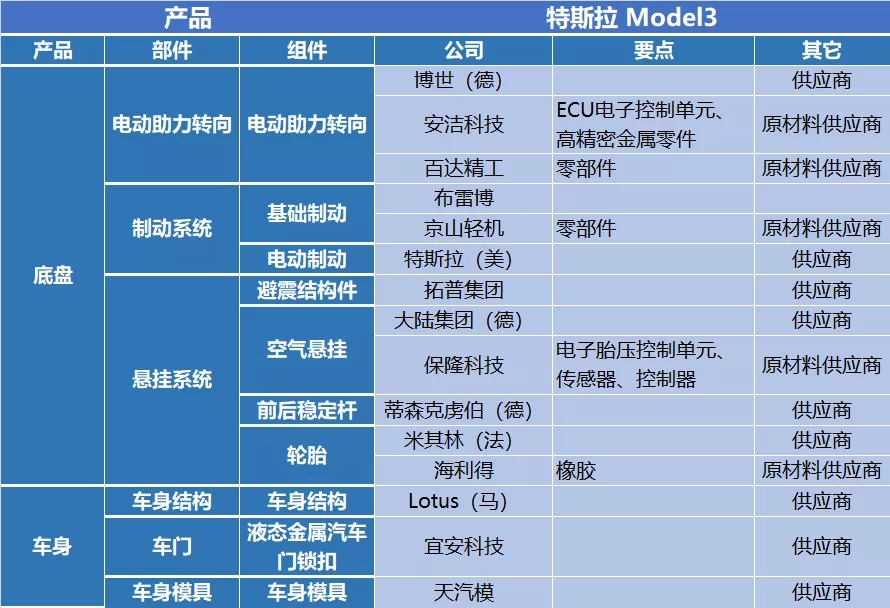 产品 特斯拉 Model3
产品 部件 组件 公司 要点 其它
底盘 电动助力转向 电动助力转向 博世（德） 供应商
安洁科技 ECU电子控制单元、
高精密金属零件 原材料供应商
百达精工 零部件 原材料供应商
制动系统 基础制动 布雷博
京山轻机 零部件 原材料供应商
电动制动 特斯拉（美） 供应商
悬挂系统 避震结构件 拓普集团 供应商
空气悬挂 大陆集团（德） 供应商
保隆科技 电子胎压控制单元、
传感器、控制器 原材料供应商
前后稳定杆 蒂森克虏伯（德） 供应商
轮胎 米其林（法） 供应商
海利得 橡胶 原材料供应商
车身 车身结构 车身结构 Lotus（马） 供应商
车门 液态金属汽车
门锁扣 宜安科技 供应商
车身模具 车身模具 天汽模 供应商